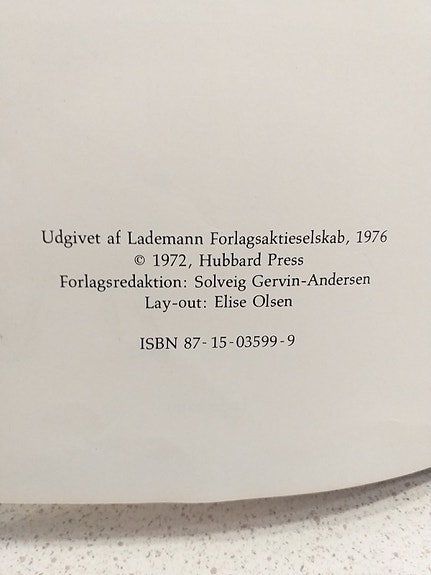 Udgivet af Lademann Forlagsaktieselskab, 1976
© 1972, Hubbard Press
Forlagsredaktion: Solveig Gervin-Andersen
Lay-out: Elise Olsen
ISBN 87-15-03599-9